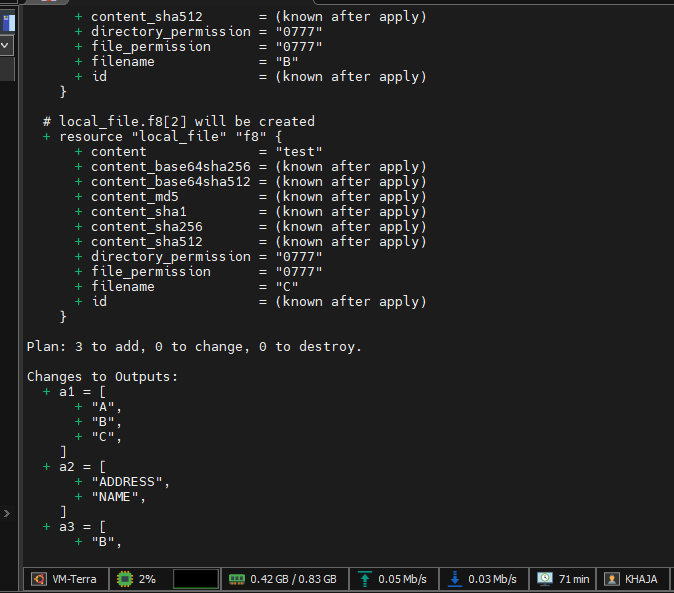 + content_sha512       = (known after apply)
      + directory_permission = "0777"
      + file_permission      = "0777"
      + filename             = "B"
      + id                   = (known after apply)
    }

  # local_file.f8[2] will be created
  + resource "local_file" "f8" {
      + content              = "test"
      + content_base64sha256 = (known after apply)
      + content_base64sha512 = (known after apply)
      + content_md5          = (known after apply)
      + content_sha1         = (known after apply)
      + content_sha256       = (known after apply)
      + content_sha512       = (known after apply)
      + directory_permission = "0777"
      + file_permission      = "0777"
      + filename             = "C"
      + id                   = (known after apply)
    }

Plan: 3 to add, 0 to change, 0 to destroy.

Changes to Outputs:
  + a1 = [
      + "A",
      + "B",
      + "C",
    ]
  + a2 = [
      + "ADDRESS",
      + "NAME",
    ]
  + a3 = [
      + "B",
VM-Terra 2% 0.42 GB / 0.83 GB 0.05 Mb/s 0.03 Mb/s 71 min KHAJA